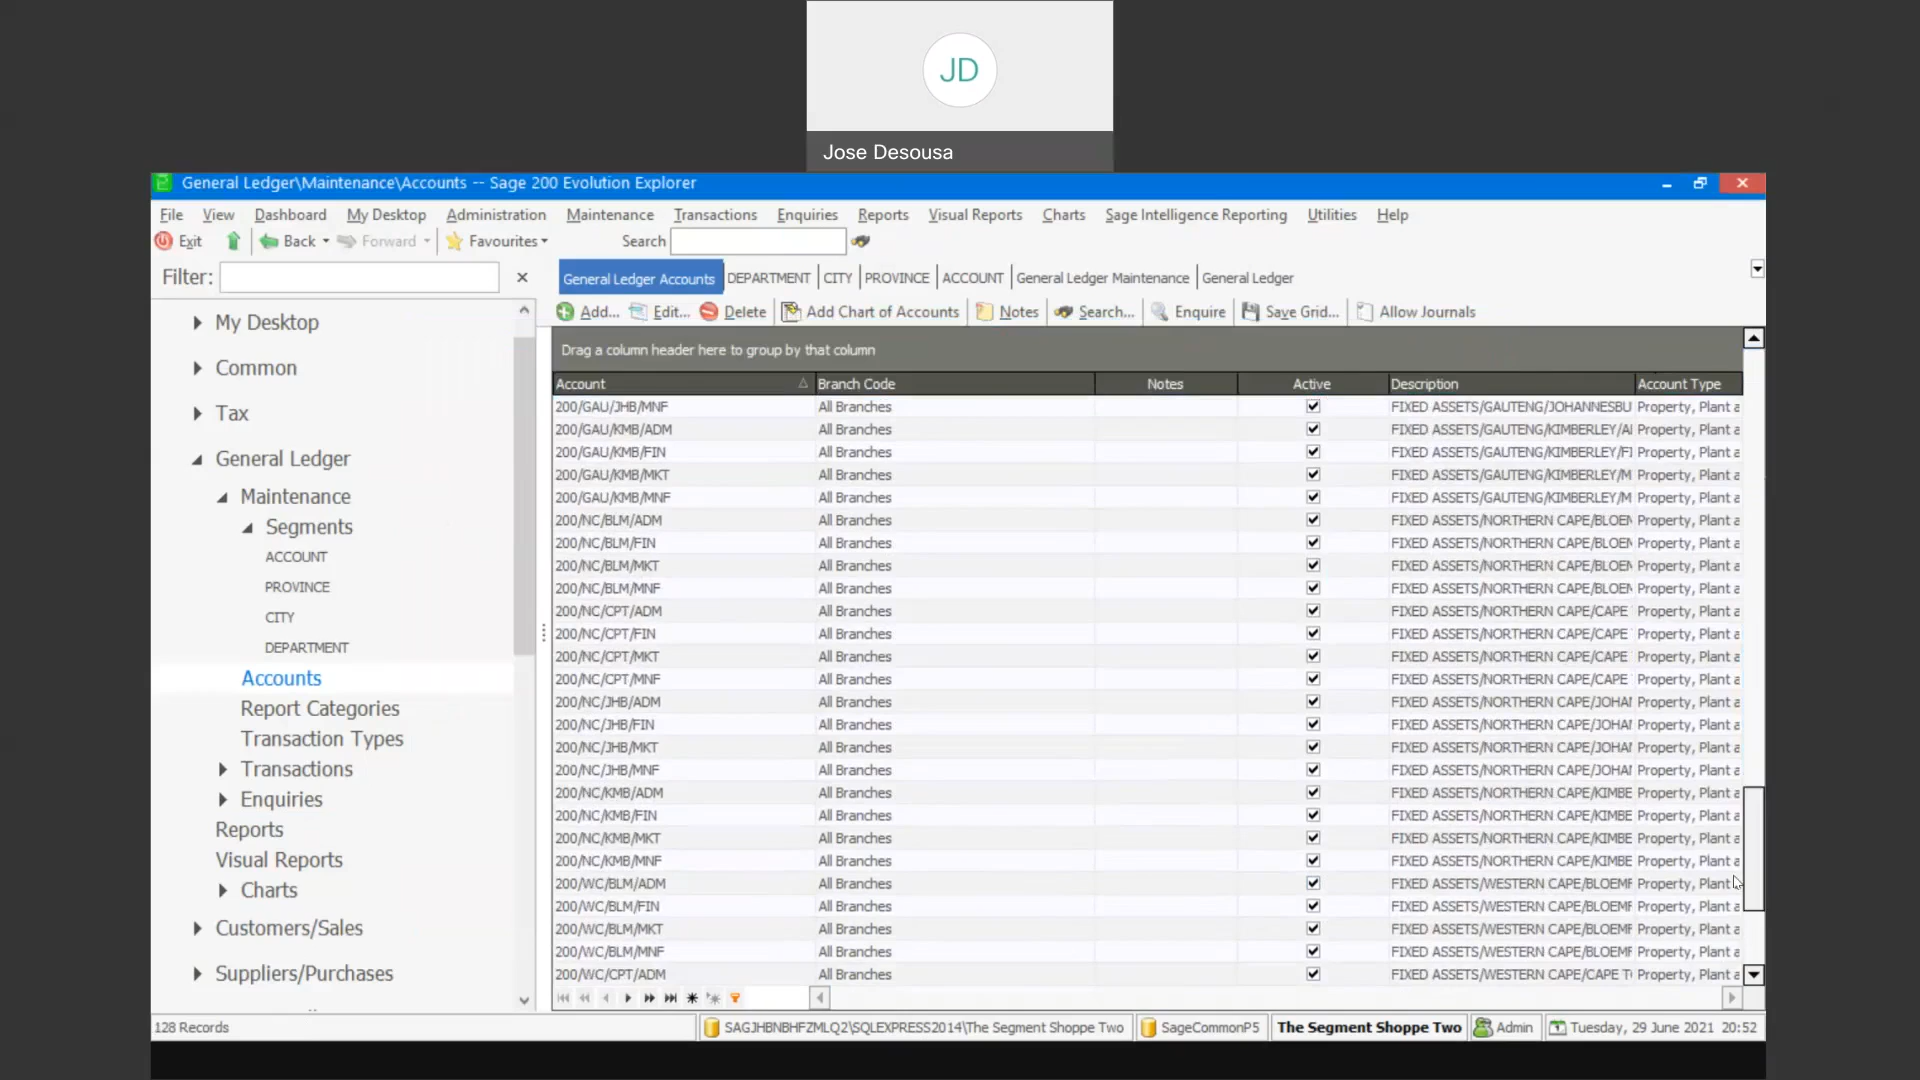 JD
Jose Desousa
General Ledger\Maintenance\Accounts -- Sage 200 Evolution Explorer
File View Dashboard My Desktop Administration Maintenance Transactions Enquiries Reports Visual Reports Charts Sage Intelligence Reporting Utilities Help
Exit Back Forward Favourites Search
Filter:
General Ledger Accounts DEPARTMENT CITY PROVINCE ACCOUNT General Ledger Maintenance General Ledger
Add... Edit... Delete Add Chart of Accounts Notes Search... Enquire Save Grid... Allow Journals
My Desktop
Common
Tax
General Ledger
Maintenance
Segments
ACCOUNT
PROVINCE
CITY
DEPARTMENT
Accounts
Report Categories
Transaction Types
Transactions
Enquiries
Reports
Visual Reports
Charts
Customers/Sales
Suppliers/Purchases
Drag a column header here to group by that column
Account Branch Code Notes Active Description Account Type
200/GAU/JHB/MNF All Branches FIXED ASSETS/GAUTENG/JOHANNESBU Property, Plant a
200/GAU/KMB/ADM All Branches FIXED ASSETS/GAUTENG/KIMBERLEY/A Property, Plant a
200/GAU/KMB/FIN All Branches FIXED ASSETS/GAUTENG/KIMBERLEY/FI Property, Plant a
200/GAU/KMB/MKT All Branches FIXED ASSETS/GAUTENG/KIMBERLEY/M Property, Plant a
200/GAU/KMB/MNF All Branches FIXED ASSETS/GAUTENG/KIMBERLEY/M Property, Plant a
200/NC/BLM/ADM All Branches FIXED ASSETS/NORTHERN CAPE/BLOEM Property, Plant a
200/NC/BLM/FIN All Branches FIXED ASSETS/NORTHERN CAPE/BLOEM Property, Plant a
200/NC/BLM/MKT All Branches FIXED ASSETS/NORTHERN CAPE/BLOEM Property, Plant a
200/NC/BLM/MNF All Branches FIXED ASSETS/NORTHERN CAPE/BLOEM Property, Plant a
200/NC/CPT/ADM All Branches FIXED ASSETS/NORTHERN CAPE/CAPE Property, Plant a
200/NC/CPT/FIN All Branches FIXED ASSETS/NORTHERN CAPE/CAPE Property, Plant a
200/NC/CPT/MKT All Branches FIXED ASSETS/NORTHERN CAPE/CAPE Property, Plant a
200/NC/CPT/MNF All Branches FIXED ASSETS/NORTHERN CAPE/CAPE Property, Plant a
200/NC/JHB/ADM All Branches FIXED ASSETS/NORTHERN CAPE/JOHAN Property, Plant a
200/NC/JHB/FIN All Branches FIXED ASSETS/NORTHERN CAPE/JOHAN Property, Plant a
200/NC/JHB/MKT All Branches FIXED ASSETS/NORTHERN CAPE/JOHAN Property, Plant a
200/NC/JHB/MNF All Branches FIXED ASSETS/NORTHERN CAPE/JOHAN Property, Plant a
200/NC/KMB/ADM All Branches FIXED ASSETS/NORTHERN CAPE/KIMBE Property, Plant a
200/NC/KMB/FIN All Branches FIXED ASSETS/NORTHERN CAPE/KIMBE Property, Plant a
200/NC/KMB/MKT All Branches FIXED ASSETS/NORTHERN CAPE/KIMBE Property, Plant a
200/NC/KMB/MNF All Branches FIXED ASSETS/NORTHERN CAPE/KIMBE Property, Plant a
200/WC/BLM/ADM All Branches FIXED ASSETS/WESTERN CAPE/BLOEMF Property, Plant
200/WC/BLM/FIN All Branches FIXED ASSETS/WESTERN CAPE/BLOEMF Property, Plant a
200/WC/BLM/MKT All Branches FIXED ASSETS/WESTERN CAPE/BLOEMF Property, Plant a
200/WC/BLM/MNF All Branches FIXED ASSETS/WESTERN CAPE/BLOEMF Property, Plant a
200/WC/CPT/ADM All Branches FIXED ASSETS/WESTERN CAPE/CAPE T Property, Plant a
128 Records SAGJHBNBHFZMLQ2\SQLEXPRESS2014\The Segment Shoppe Two SageCommonP5 The Segment Shoppe Two Admin Tuesday, 29 June 2021 20:52